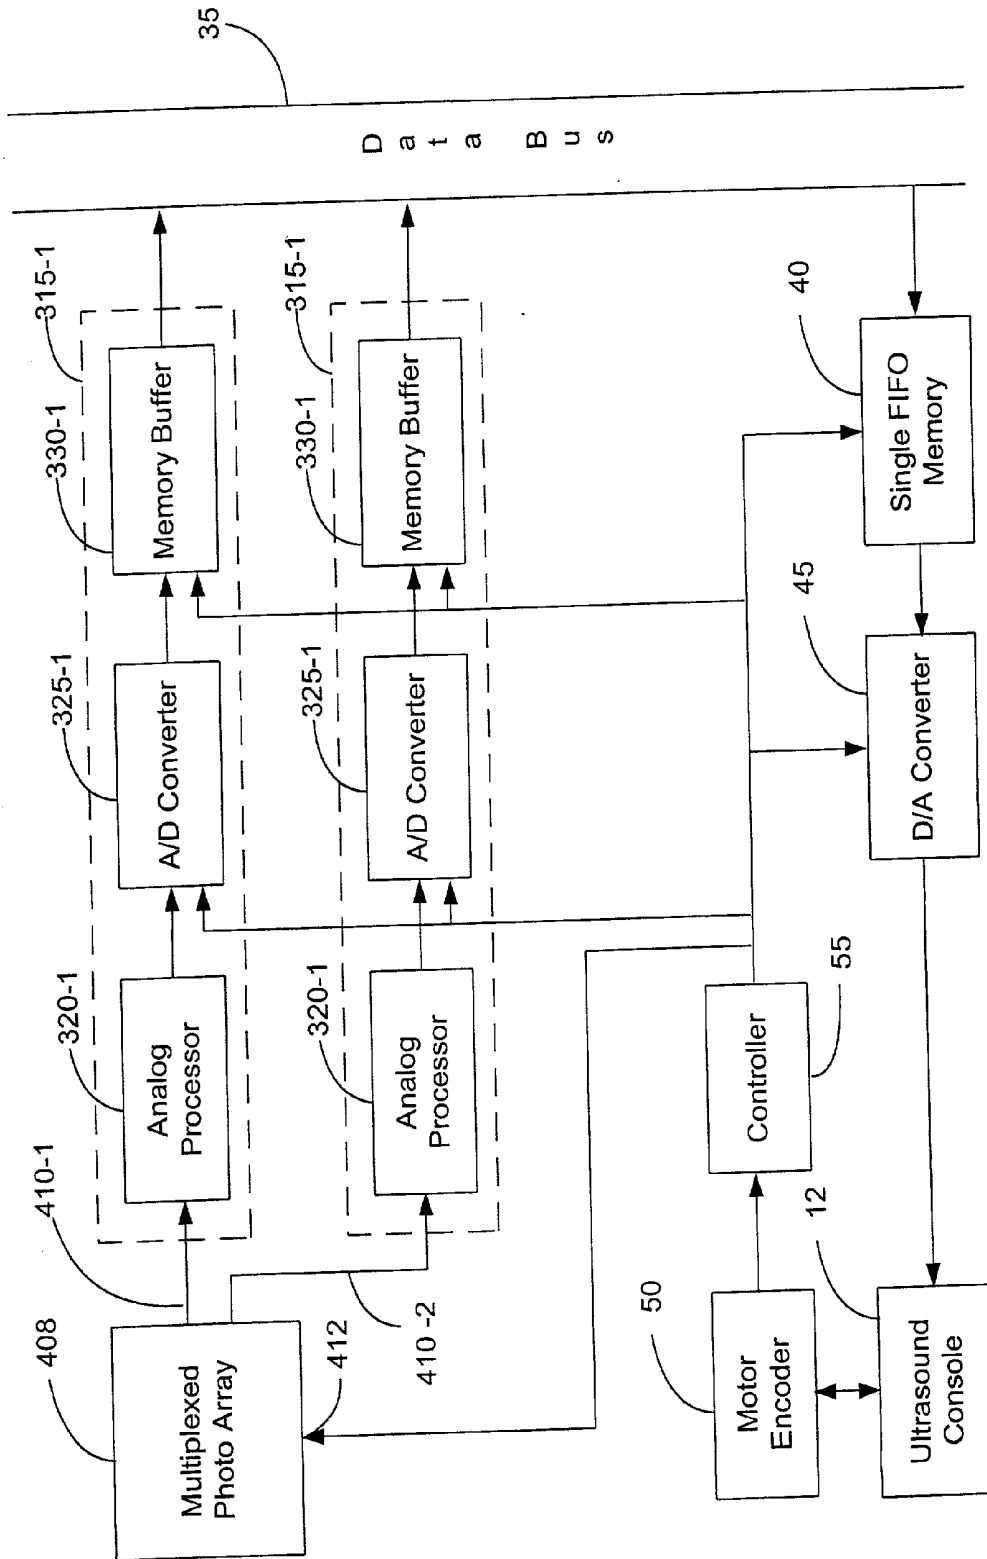 408
Multiplexed
Photo Array
412
410-1
410 -2
320-1
Analog
Processor
325-1
A/D Converter
330-1
Memory Buffer
315-1
320-1
Analog
Processor
325-1
A/D Converter
330-1
Memory Buffer
315-1
35
Data Bus
50
Motor
Encoder
55
Controller
12
Ultrasound
Console
45
D/A Converter
40
Single FIFO
Memory